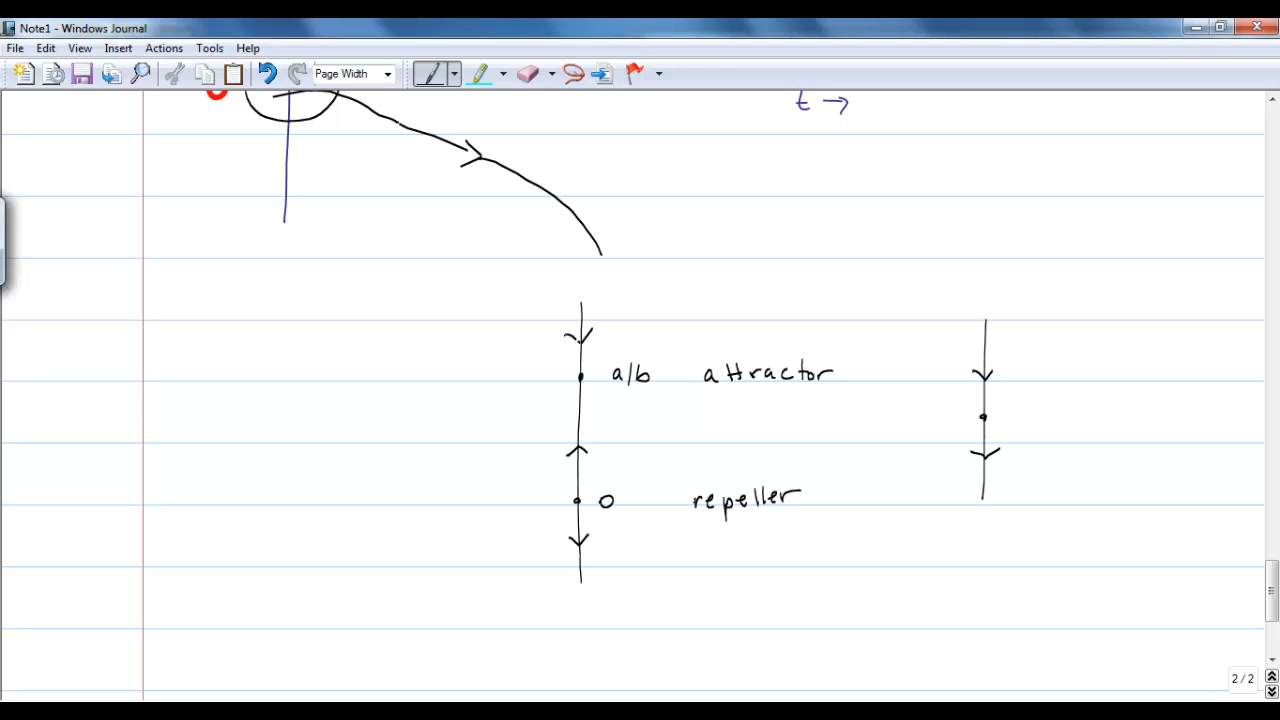 Note1 - Windows Journal
File Edit View Insert Actions Tools Help
Page Width
t →
a/b attractor
0 repeller
2 / 2